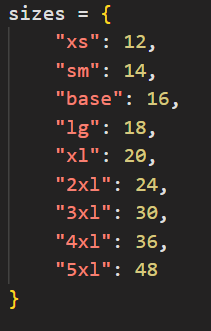 sizes = {
    "xs": 12,
    "sm": 14,
    "base": 16,
    "lg": 18,
    "xl": 20,
    "2xl": 24,
    "3xl": 30,
    "4xl": 36,
    "5xl": 48
}